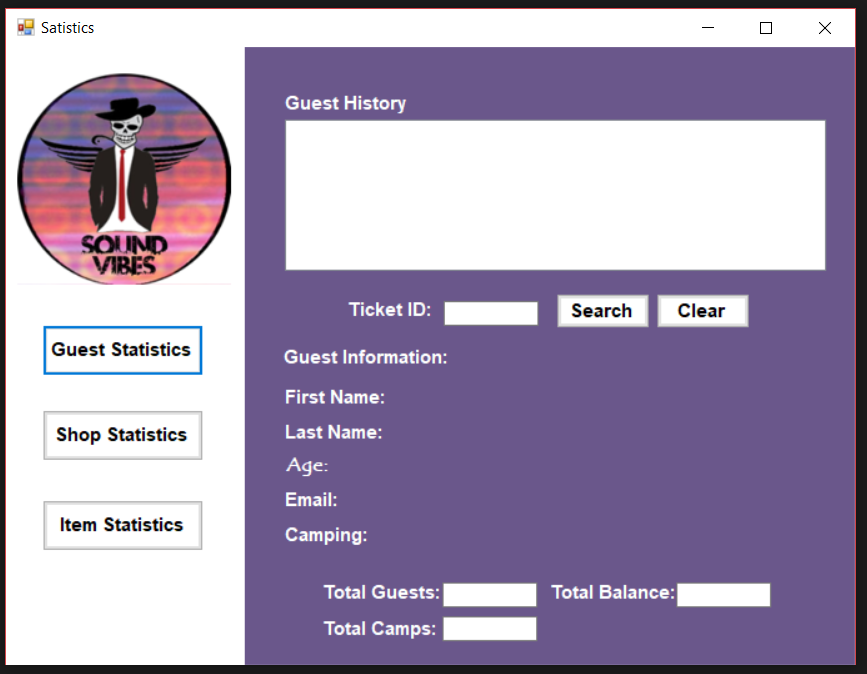 Satistics
SOUND
VIBES
Guest Statistics
Shop Statistics
Item Statistics
Guest History
Ticket ID:
Search
Clear
Guest Information:
First Name:
Last Name:
Age:
Email:
Camping:
Total Guests:
Total Balance:
Total Camps: